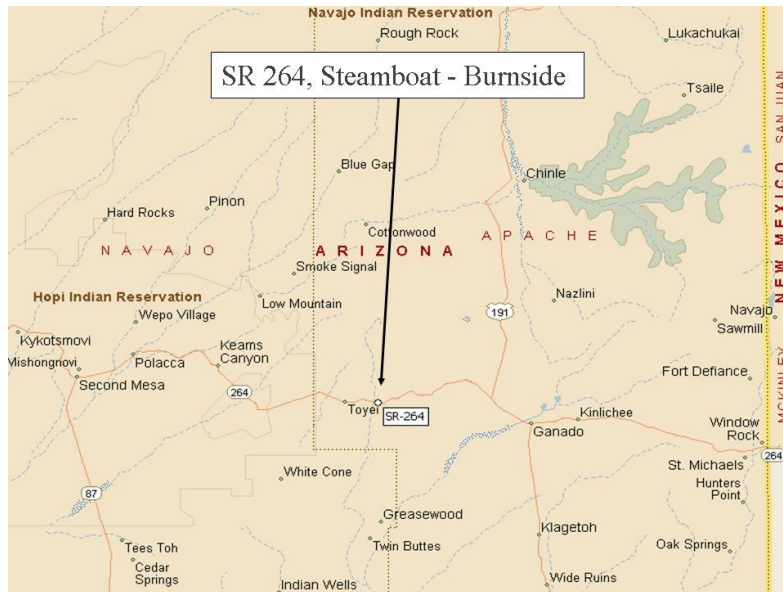 Navajo Indian Reservation
Rough Rock
Lukachukai
SR 264, Steamboat - Burnside
Tsaile
SAN JUAN
Blue Gap
Chinle
Pinon
Hard Rocks
Cottonwood
NAVAJO
ARIZONA
APACHE
NEW MEXICO
Smoke Signal
Hopi Indian Reservation
Low Mountain
Nazlini
Wepo Village
191
Navajo
Sawmill
Kykotsmovi
Keams
Canyon
Mishongnovi
Polacca
Second Mesa
Fort Defiance
MCKINLEY
264
Toyei
SR-264
Kinlichee
Ganado
Window
Rock
264
St. Michaels
Hunters
Point
White Cone
87
Greasewood
Klagetoh
Tees Toh
Twin Buttes
Oak Springs
Cedar
Springs
Indian Wells
Wide Ruins